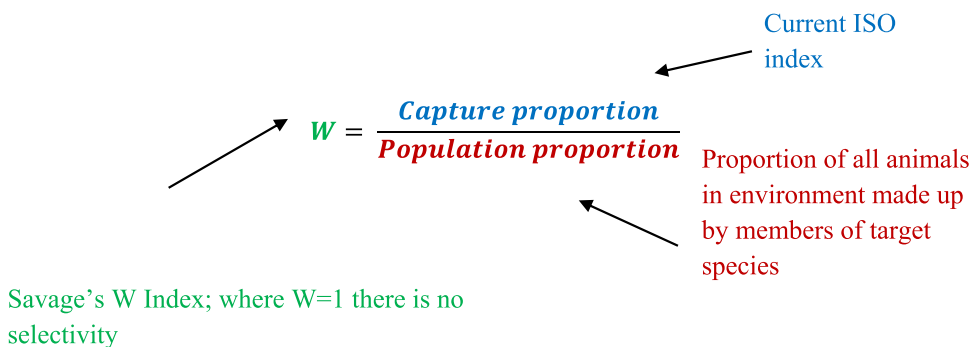 Current ISO
index
W = Capture proportion
Population proportion
Proportion of all animals
in environment made up
by members of target
species
Savage's W Index; where W=1 there is no
selectivity